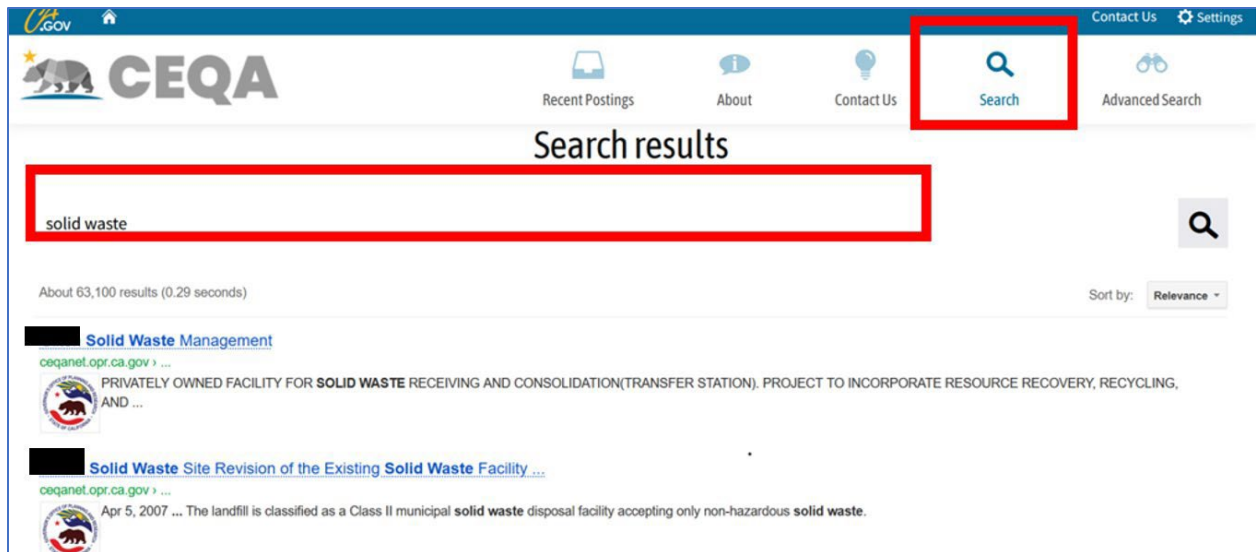 CA.GOV
Contact Us Settings
CEQA
Recent Postings About Contact Us Search Advanced Search
Search results
solid waste
About 63,100 results (0.29 seconds)
Sort by: Relevance
Solid Waste Management
ceqanet.opr.ca.gov › ...
PRIVATELY OWNED FACILITY FOR SOLID WASTE RECEIVING AND CONSOLIDATION(TRANSFER STATION). PROJECT TO INCORPORATE RESOURCE RECOVERY, RECYCLING,
AND ...
Solid Waste Site Revision of the Existing Solid Waste Facility ...
ceqanet.opr.ca.gov › ...
Apr 5, 2007 ... The landfill is classified as a Class II municipal solid waste disposal facility accepting only non-hazardous solid waste.